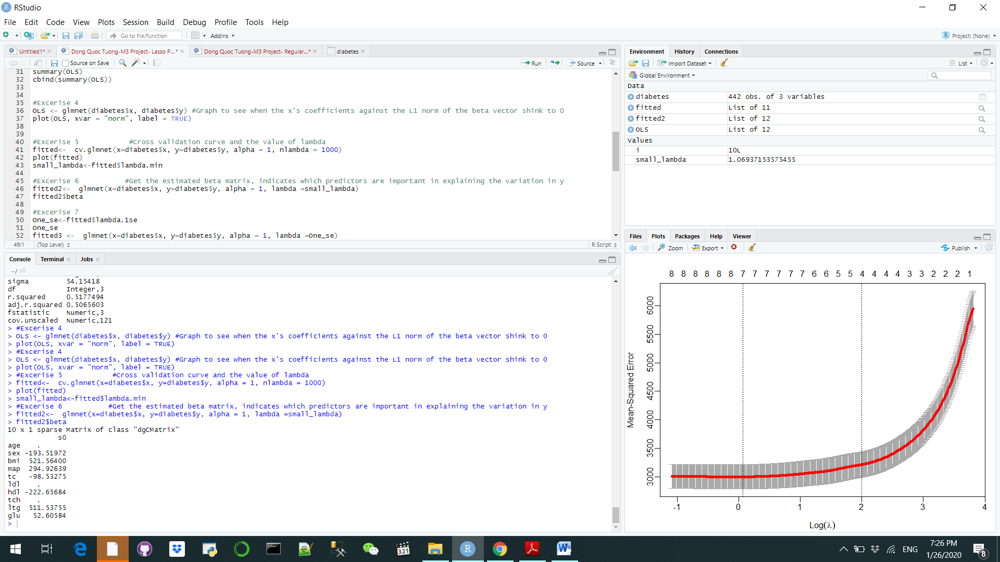 RStudio
File Edit Code View Plots Session Build Debug Profile Tools Help
Go to file/function Addins Project: (None)
Untitled1* Dong Quoc Tuong-M3 Project- Lasso P...* Dong Quoc Tuong-M3 Project- Regular...* diabetes
Source on Save Run Source
31 summary(OLS)
32 cbind(summary(OLS))
33
34
35 #Excerise 4
36 OLS <- glmnet(diabetes$x, diabetes$y) #Graph to see when the x's coefficients against the L1 norm of the beta vector shink to 0
37 plot(OLS, xvar = "norm", label = TRUE)
38
39
40 #Excerise 5 #Cross validation curve and the value of lambda
41 fitted<- cv.glmnet(x=diabetes$x, y=diabetes$y, alpha = 1, nlambda = 1000)
42 plot(fitted)
43 small_lambda<-fitted$lambda.min
44
45 #Excerise 6 #Get the estimated beta matrix, indicates which predictors are important in explaining the variation in y
46 fitted2<- glmnet(x=diabetes$x, y=diabetes$y, alpha = 1, lambda =small_lambda)
47 fitted2$beta
48
49 #Excerise 7
50 One_se<-fitted$lambda.1se
51 One_se
52 fitted3 <- glmnet(x=diabetes$x, y=diabetes$y, alpha = 1, lambda =One_se)
49:1 (Top Level) R Script
Console Terminal Jobs
~/
sigma 54.15418
df Integer,3
r.squared 0.5177494
adj.r.squared 0.5065603
fstatistic Numeric,3
cov.unscaled Numeric,121
> #Excerise 4
> OLS <- glmnet(diabetes$x, diabetes$y) #Graph to see when the x's coefficients against the L1 norm of the beta vector shink to 0
> plot(OLS, xvar = "norm", label = TRUE)
> #Excerise 4
> OLS <- glmnet(diabetes$x, diabetes$y) #Graph to see when the x's coefficients against the L1 norm of the beta vector shink to 0
> plot(OLS, xvar = "norm", label = TRUE)
> #Excerise 5 #Cross validation curve and the value of lambda
> fitted<- cv.glmnet(x=diabetes$x, y=diabetes$y, alpha = 1, nlambda = 1000)
> plot(fitted)
> small_lambda<-fitted$lambda.min
> #Excerise 6 #Get the estimated beta matrix, indicates which predictors are important in explaining the variation in y
> fitted2<- glmnet(x=diabetes$x, y=diabetes$y, alpha = 1, lambda =small_lambda)
> fitted2$beta
10 x 1 sparse Matrix of class "dgCMatrix"
s0
age .
sex -193.51972
bmi 521.56400
map 294.92639
tc -98.53275
ldl .
hdl -222.65684
tch .
ltg 511.53755
glu 52.60584
>
Environment History Connections
Import Dataset List
Global Environment
Data
diabetes 442 obs. of 3 variables
fitted List of 11
fitted2 List of 12
OLS List of 12
Values
i 10L
small_lambda 1.06937153575455
Files Plots Packages Help Viewer
Zoom Export Publish
8 8 8 8 8 8 7 7 7 7 7 7 6 6 5 5 4 4 4 4 3 3 2 2 2 1
6000
5500
5000
4500
4000
3500
3000
Mean-Squared Error
-1 0 1 2 3 4
Log(λ)
321
ENG
7:26 PM
1/26/2020
8